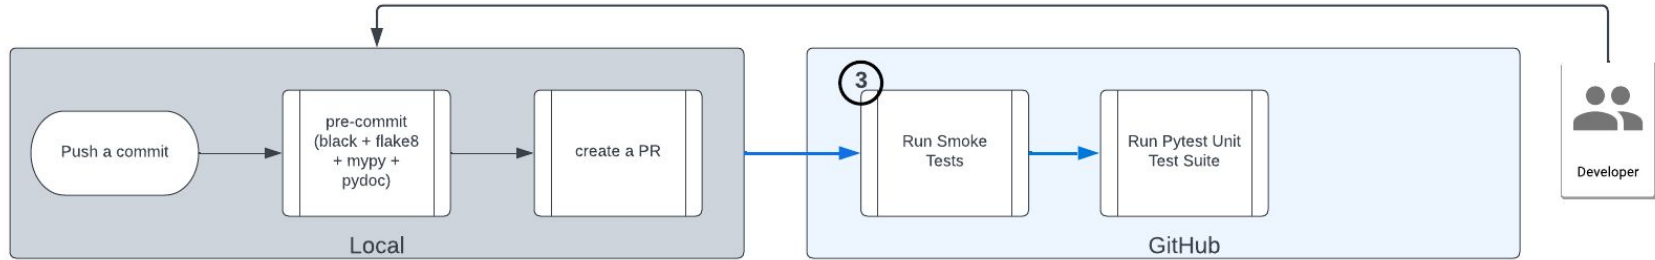 Push a commit
pre-commit
(black + flake8
+ mypy +
pydoc)
create a PR
Local
3
Run Smoke
Tests
Run Pytest Unit
Test Suite
GitHub
Developer